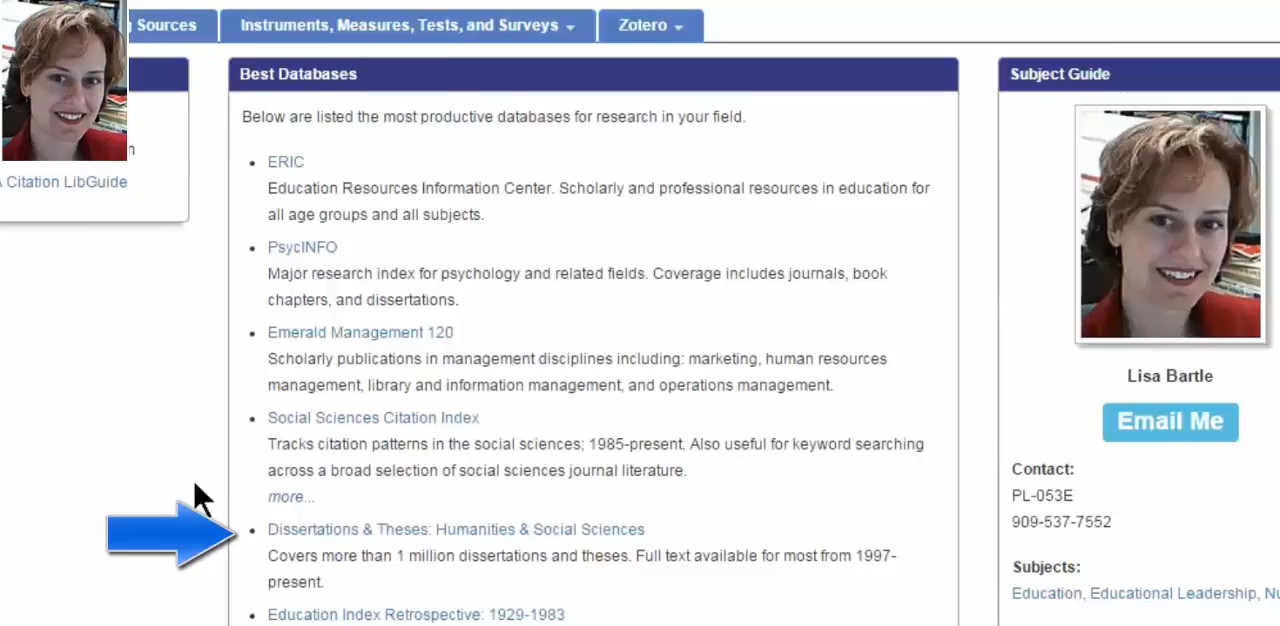 Sources
Instruments, Measures, Tests, and Surveys
Zotero
Citation LibGuide
Best Databases
Below are listed the most productive databases for research in your field.
ERIC
Education Resources Information Center. Scholarly and professional resources in education for
all age groups and all subjects.
PsycINFO
Major research index for psychology and related fields. Coverage includes journals, book
chapters, and dissertations.
Emerald Management 120
Scholarly publications in management disciplines including: marketing, human resources
management, library and information management, and operations management.
Social Sciences Citation Index
Tracks citation patterns in the social sciences; 1985-present. Also useful for keyword searching
across a broad selection of social sciences journal literature.
more...
Dissertations & Theses: Humanities & Social Sciences
Covers more than 1 million dissertations and theses. Full text available for most from 1997-
present.
Education Index Retrospective: 1929-1983
Subject Guide
Lisa Bartle
Email Me
Contact:
PL-053E
909-537-7552
Subjects:
Education, Educational Leadership,